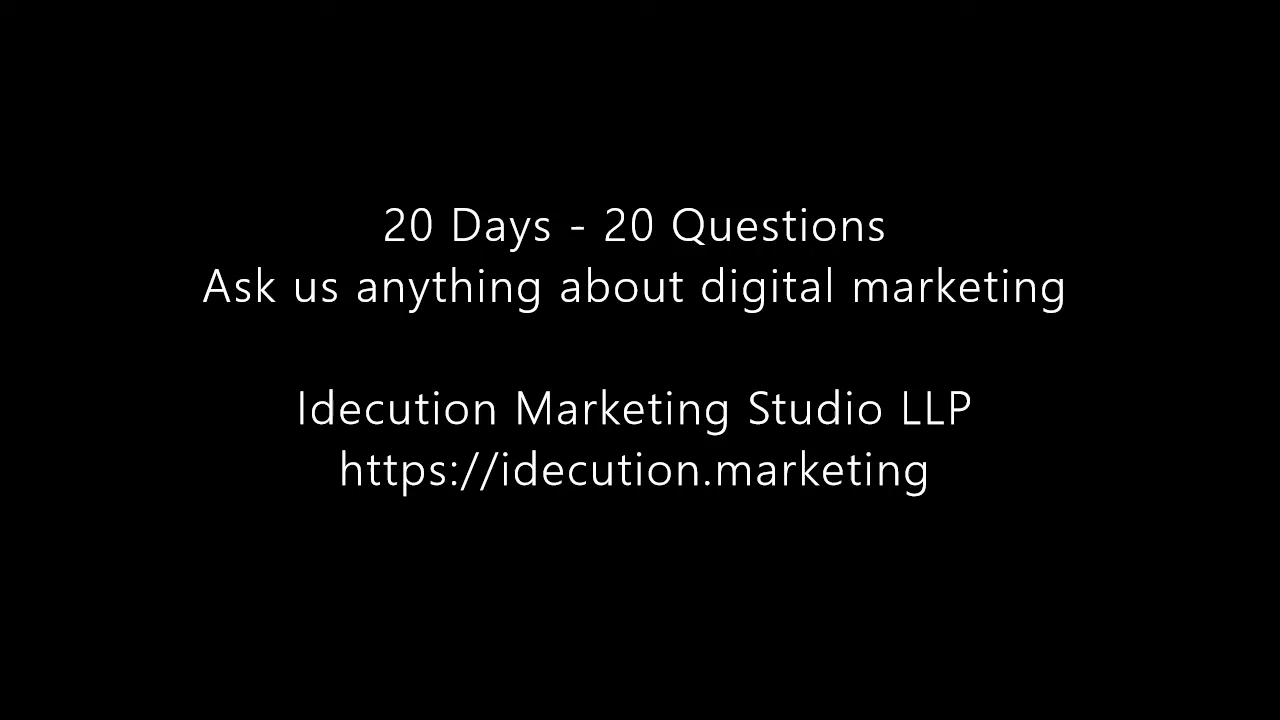 20 Days - 20 Questions
Ask us anything about digital marketing
Idecution Marketing Studio LLP
https://idecution.marketing